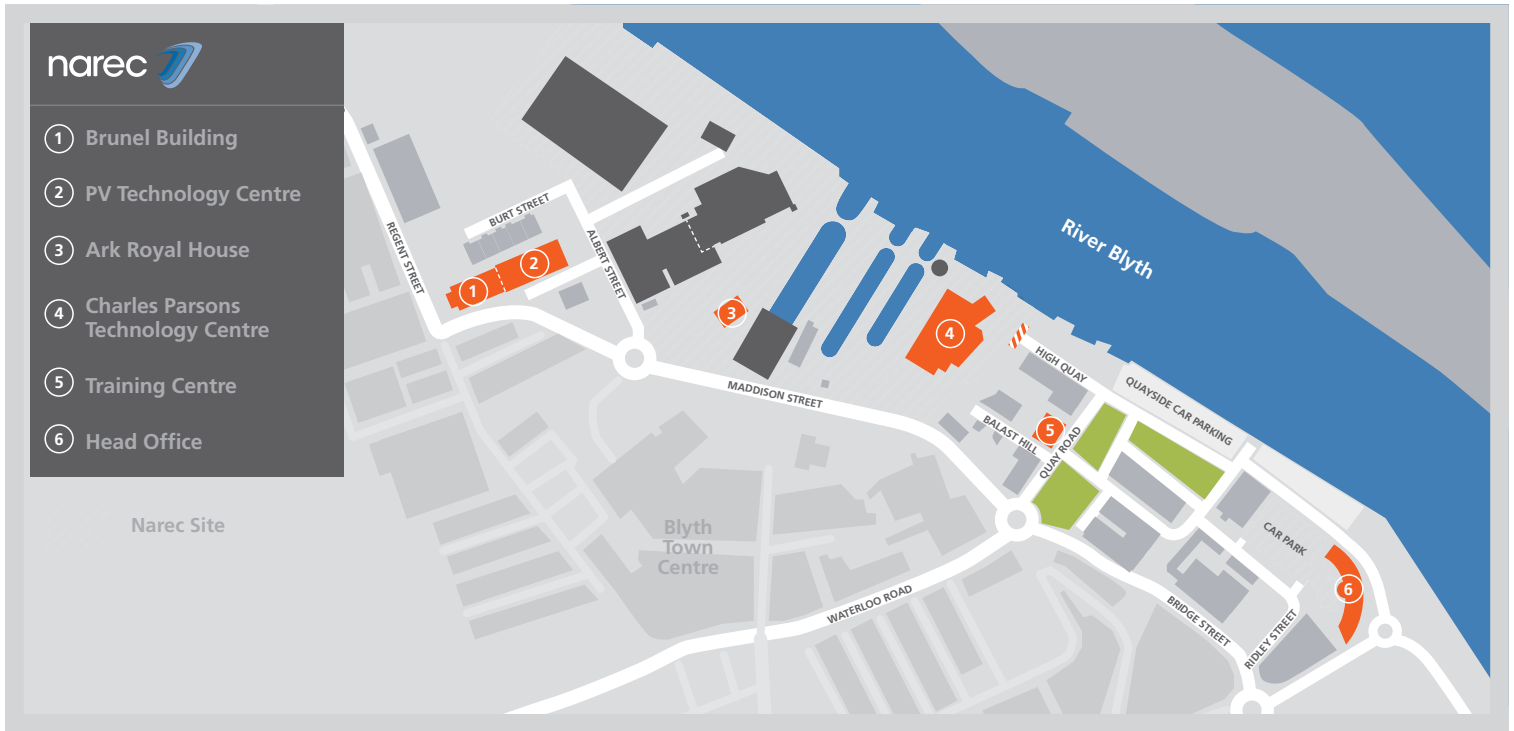 narec
1 Brunel Building
2 PV Technology Centre
3 Ark Royal House
4 Charles Parsons
Technology Centre
5 Training Centre
6 Head Office
Narec Site
REGENT STREET
BURT STREET
ALBERT STREET
1
2
3
4
5
6
MADDISON STREET
River Blyth
HIGH QUAY
QUAYSIDE CAR PARKING
BALAST HILL
QUAY ROAD
CAR PARK
Blyth
Town
Centre
WATERLOO ROAD
BRIDGE STREET
RIDLEY STREET